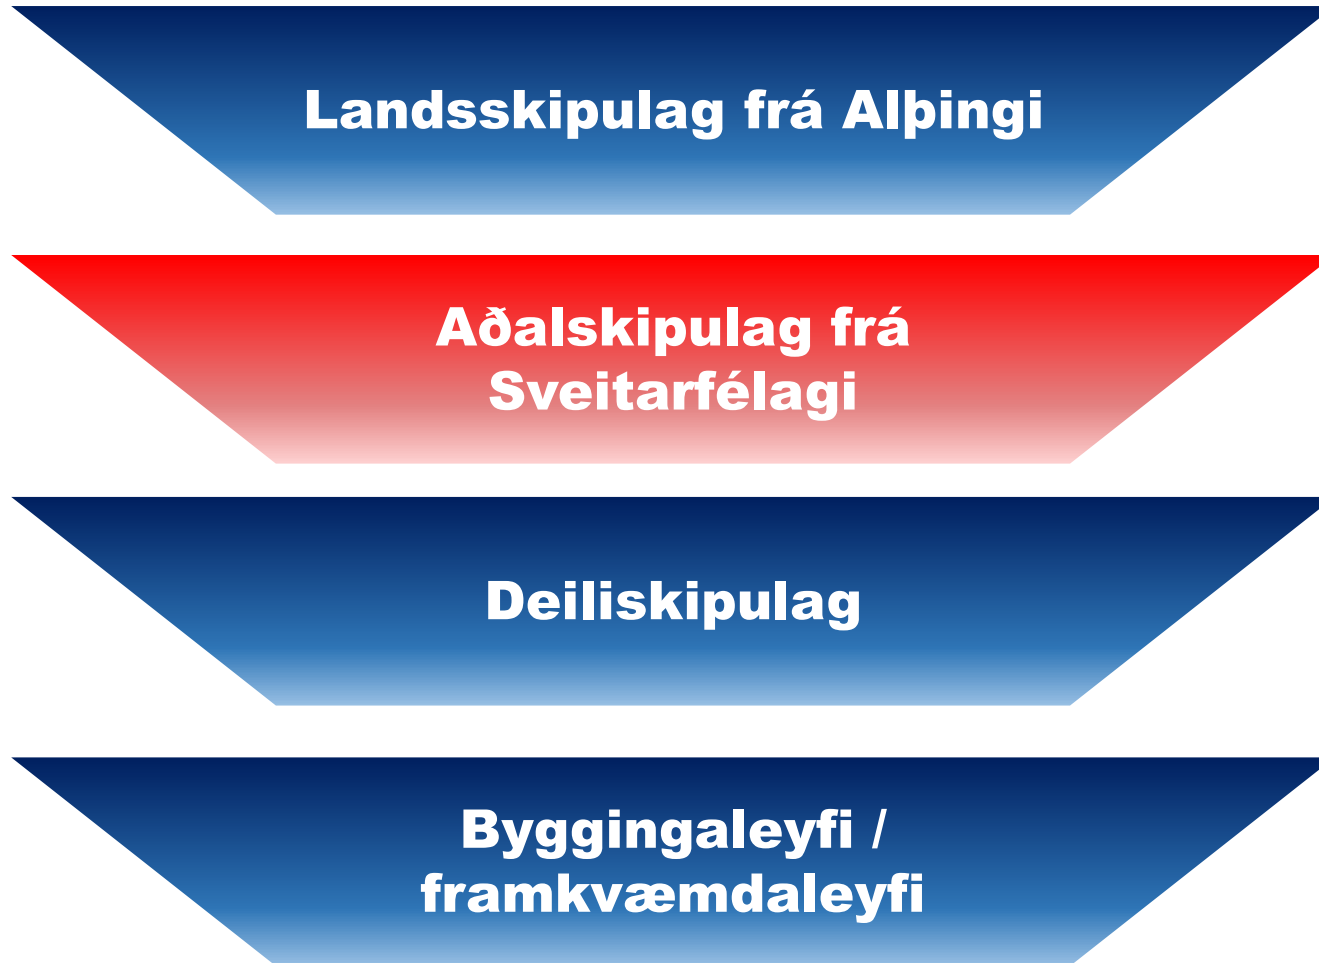 Landsskipulag frá Alþingi
Aðalskipulag frá
Sveitarfélagi
Deiliskipulag
Byggingaleyfi /
framkvæmdaleyfi